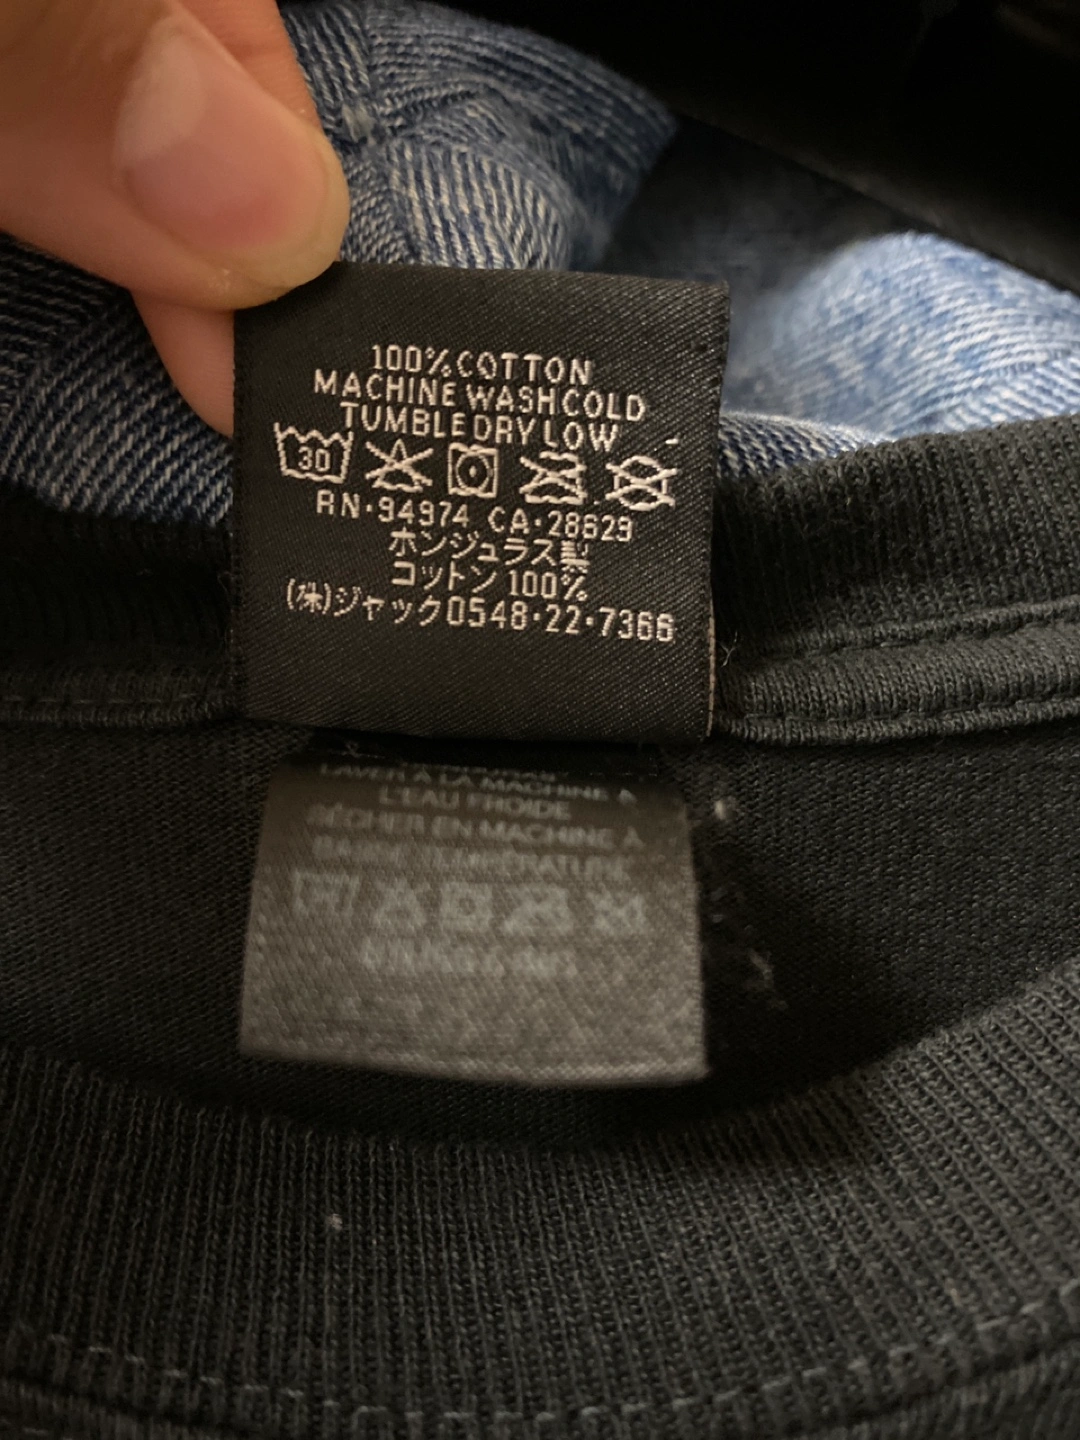 100% COTTON
MACHINE WASH COLD
TUMBLE DRY LOW
30
RN·94974 CA·28629
ホンジュラス製
コットン 100%
(株)ジャック0548·22·7366
LAVER À LA MACHINE À
L'EAU FROIDE
SÉCHER EN MACHINE À
BASSE TEMPÉRATURE